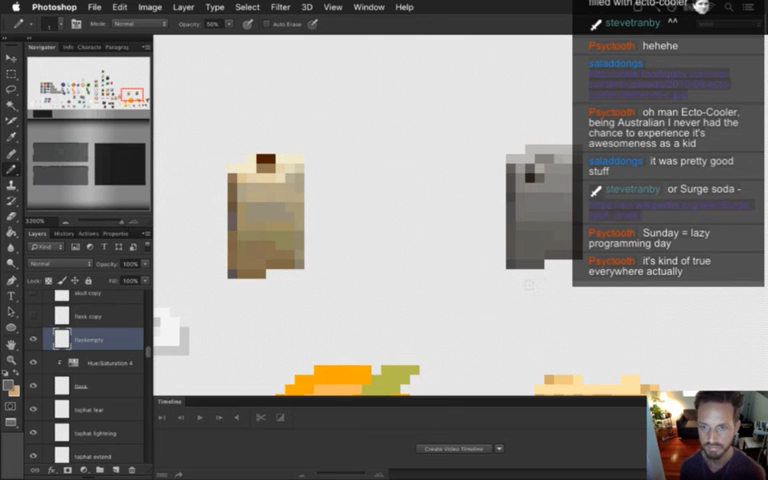 Photoshop File Edit Image Layer Type Select Filter 3D View Window Help
Mode: Normal Opacity: 50% Auto Erase
Navigator Info Characte Paragra
3200%
Layers History Actions Properties
Kind
Normal Opacity: 100%
Lock: Fill: 100%
skull copy
flask copy
flaskempty
Hue/Saturation 4
flask
tophat fear
tophat lightning
tophat extend
Timeline
Create Video Timeline
filled with ecto-cooler
stevetranby ^^
Psyctooth hehehe
saladdongs
Psyctooth oh man Ecto-Cooler,
being Australian I never had the
chance to experience it's
awesomeness as a kid
saladdongs it was pretty good
stuff
stevetranby or Surge soda -
Psyctooth Sunday = lazy
programming day
Psyctooth it's kind of true
everywhere actually